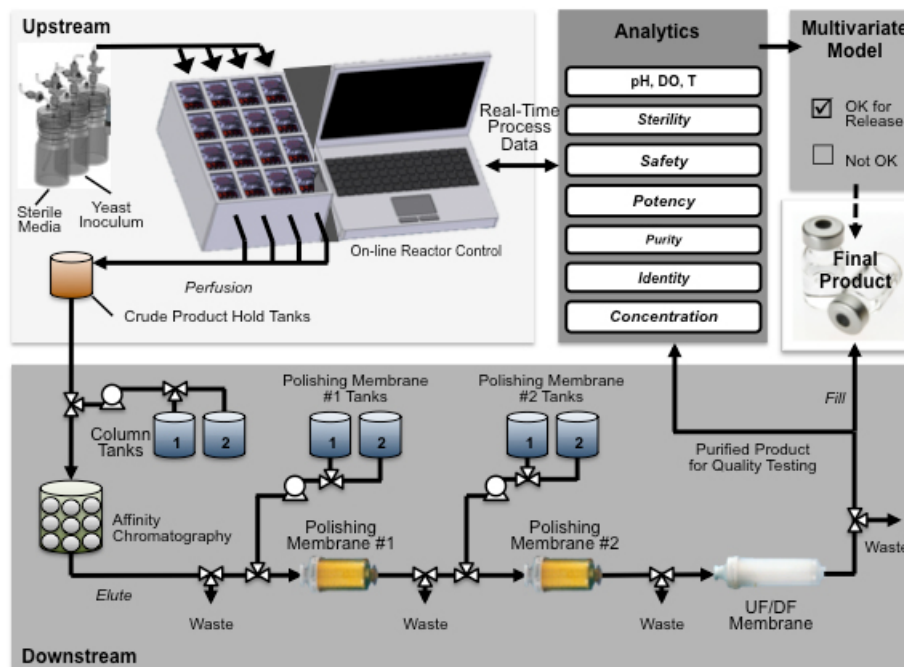 Upstream
Sterile
Media
Yeast
Inoculum
On-line Reactor Control
Perfusion
Crude Product Hold Tanks
Real-Time
Process
Data
Analytics
pH, DO, T
Sterility
Safety
Potency
Purity
Identity
Concentration
Multivariate
Model
OK for
Release
Not OK
Final
Product
Fill
Purified Product
for Quality Testing
Polishing Membrane
#1 Tanks
1
2
Polishing Membrane
#2 Tanks
1
2
Column
Tanks
1
2
Affinity
Chromatography
Elute
Polishing
Membrane #1
Polishing
Membrane #2
UF/DF
Membrane
Waste
Waste
Waste
Waste
Downstream